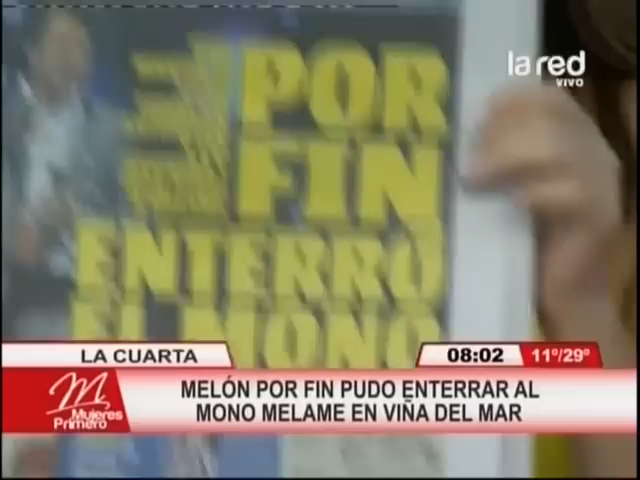 POR
FIN
ENTERRÓ
EL MONO
la red
VIVO
LA CUARTA
08:02
11°/29°
M
Mujeres
Primero
MELÓN POR FIN PUDO ENTERRAR AL
MONO MELAME EN VIÑA DEL MAR